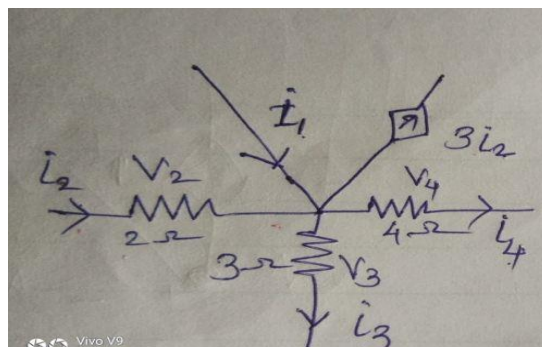 i₁
3i₂
i₂
V₂
V₄
2Ω
4Ω
i₄
3Ω
V₃
i₃
Vivo V9